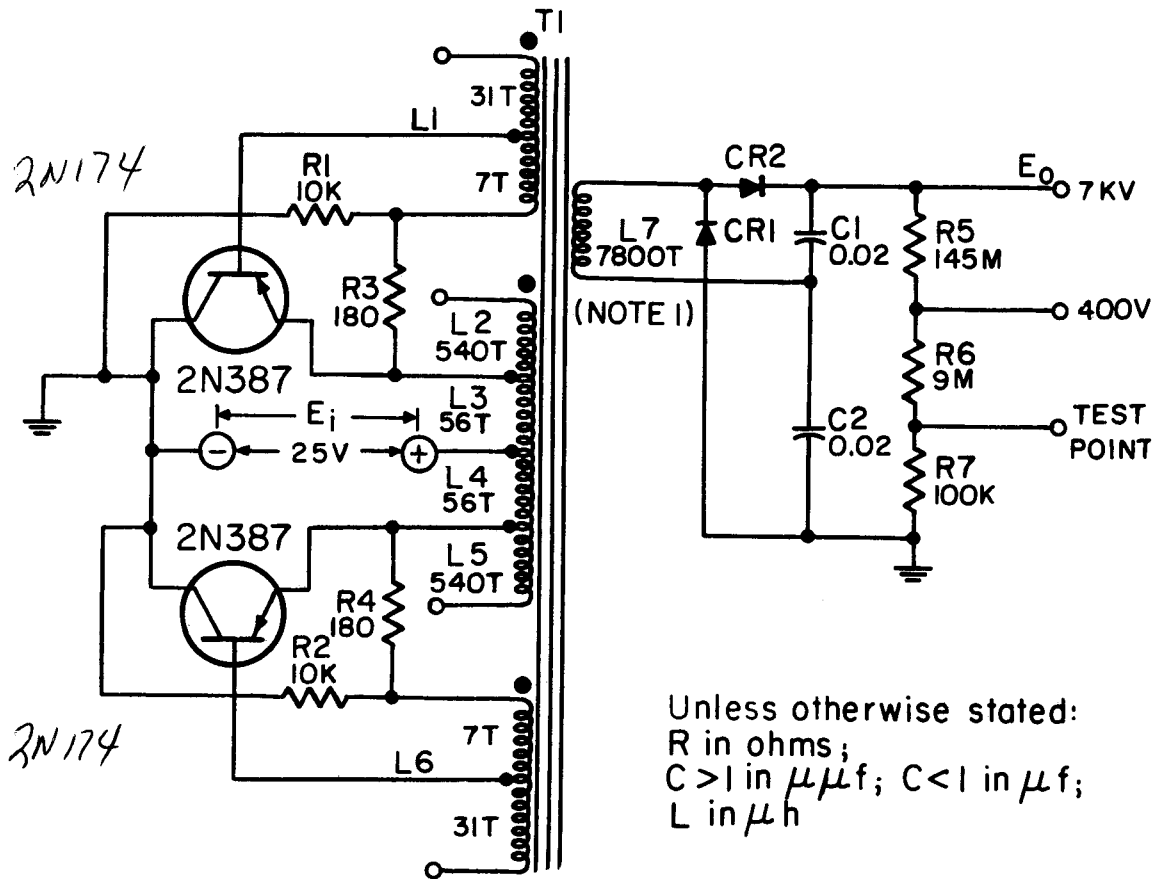 T1
31T
L1
2N174
R1
10K
7T
CR2
Eo
7KV
L7
7800T
CR1
C1
0.02
R5
145M
R3
180
(NOTE 1)
400V
L2
540T
2N387
R6
9M
Ei
L3
56T
C2
0.02
TEST
POINT
-
25V
+
L4
56T
R7
100K
2N387
L5
540T
R4
180
R2
10K
2N174
7T
L6
31T
Unless otherwise stated:
R in ohms;
C>1 in μμf; C<1 in μf;
L in μh